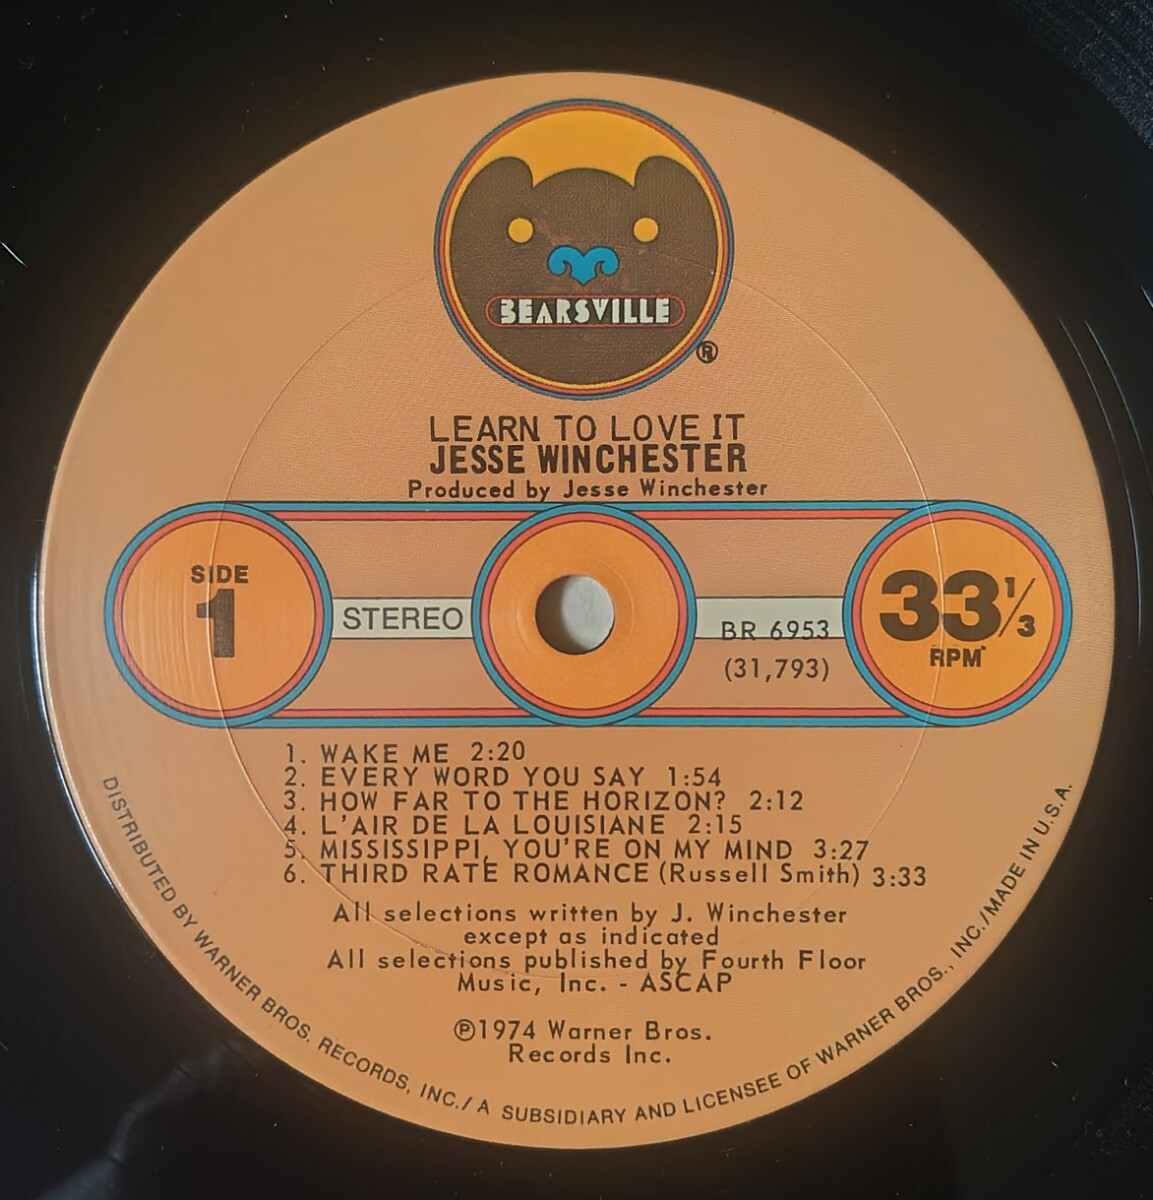 BEARSVILLE
®
LEARN TO LOVE IT
JESSE WINCHESTER
Produced by Jesse Winchester
SIDE
1
STEREO
BR 6953
(31,793)
33 1/3
RPM
1. WAKE ME 2:20
2. EVERY WORD YOU SAY 1:54
3. HOW FAR TO THE HORIZON? 2:12
4. L'AIR DE LA LOUISIANE 2:15
5. MISSISSIPPI, YOU'RE ON MY MIND 3:27
6. THIRD RATE ROMANCE (Russell Smith) 3:33
All selections written by J. Winchester
except as indicated
All selections published by Fourth Floor
Music, Inc. - ASCAP
℗1974 Warner Bros.
Records Inc.
DISTRIBUTED BY WARNER BROS. RECORDS, INC./ A SUBSIDIARY AND LICENSEE OF WARNER BROS., INC./MADE IN U.S.A.